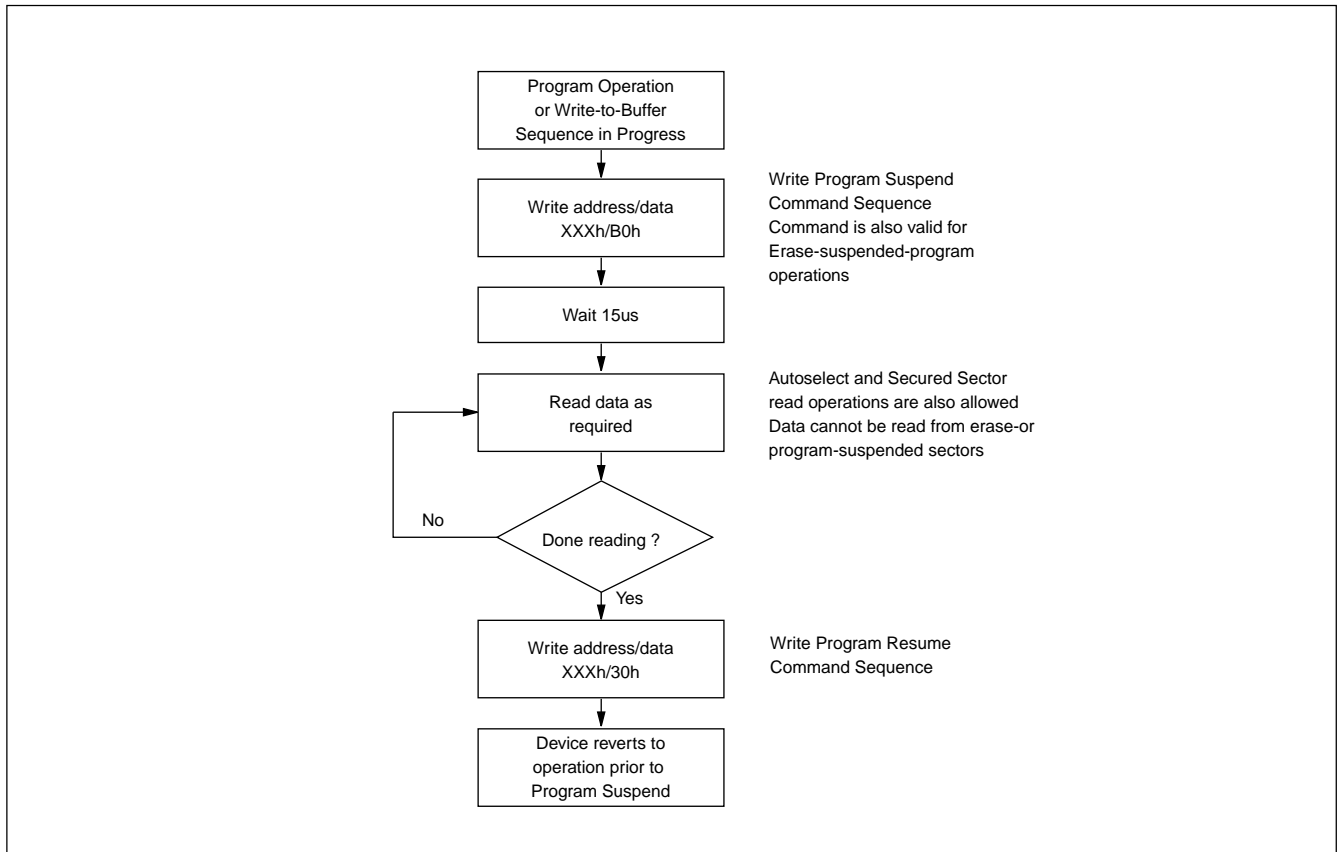 Program Operation
or Write-to-Buffer
Sequence in Progress
Write address/data
XXXh/B0h
Write Program Suspend
Command Sequence
Command is also valid for
Erase-suspended-program
operations
Wait 15us
Read data as
required
Autoselect and Secured Sector
read operations are also allowed
Data cannot be read from erase-or
program-suspended sectors
No
Done reading ?
Yes
Write address/data
XXXh/30h
Write Program Resume
Command Sequence
Device reverts to
operation prior to
Program Suspend